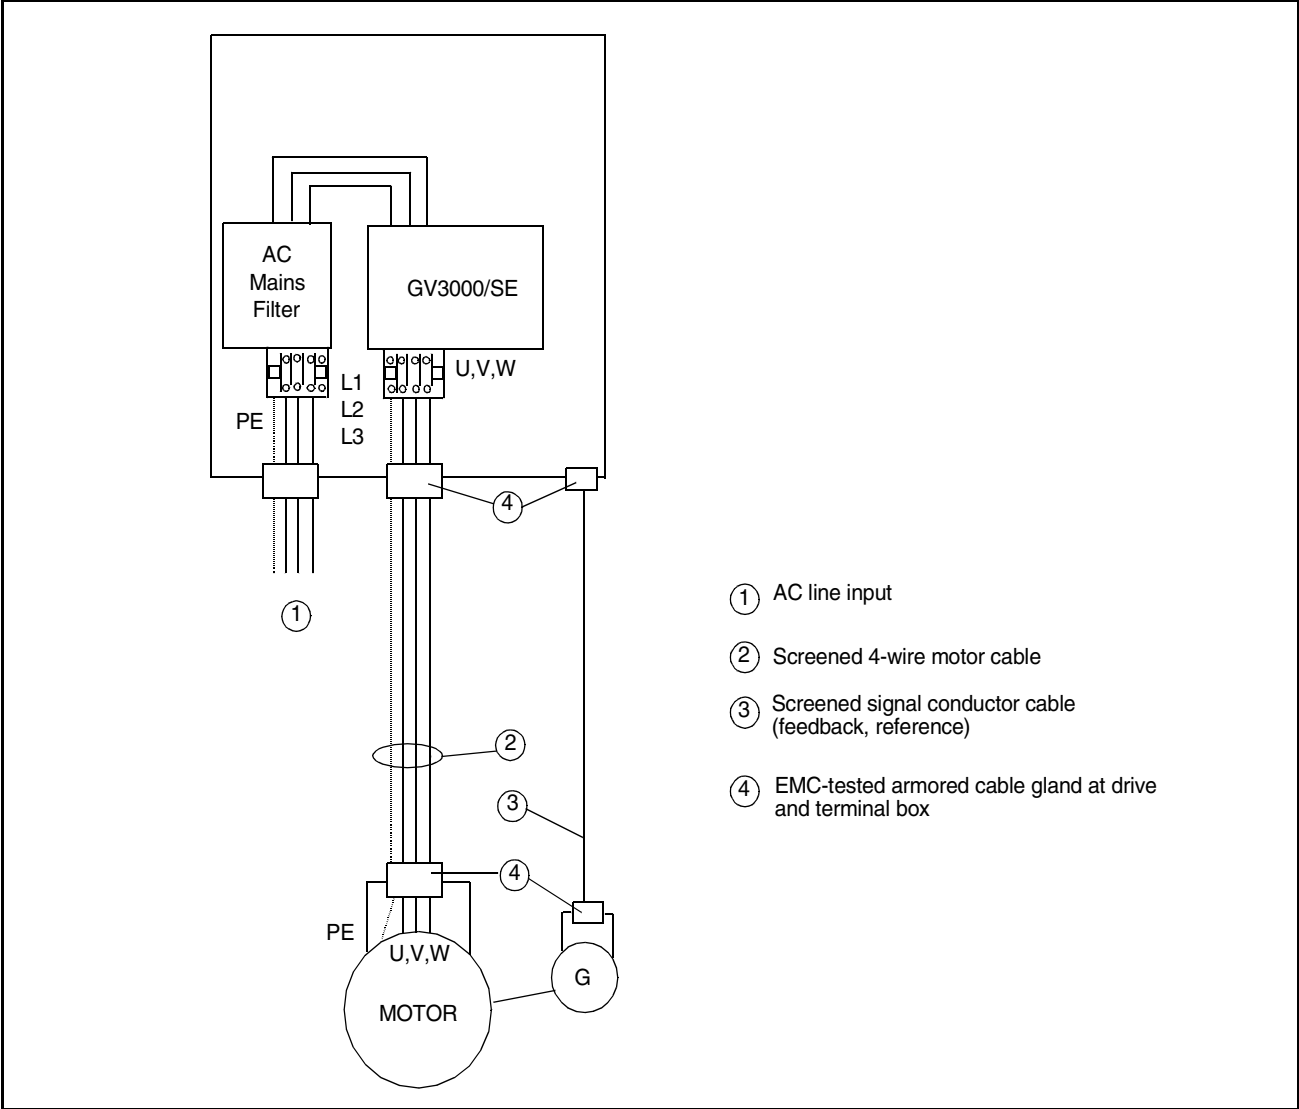 AC
Mains
Filter
GV3000/SE
U,V,W
L1
L2
L3
PE
4
1
2
3
4
PE
U,V,W
MOTOR
G
1 AC line input
2 Screened 4-wire motor cable
3 Screened signal conductor cable
(feedback, reference)
4 EMC-tested armored cable gland at drive
and terminal box